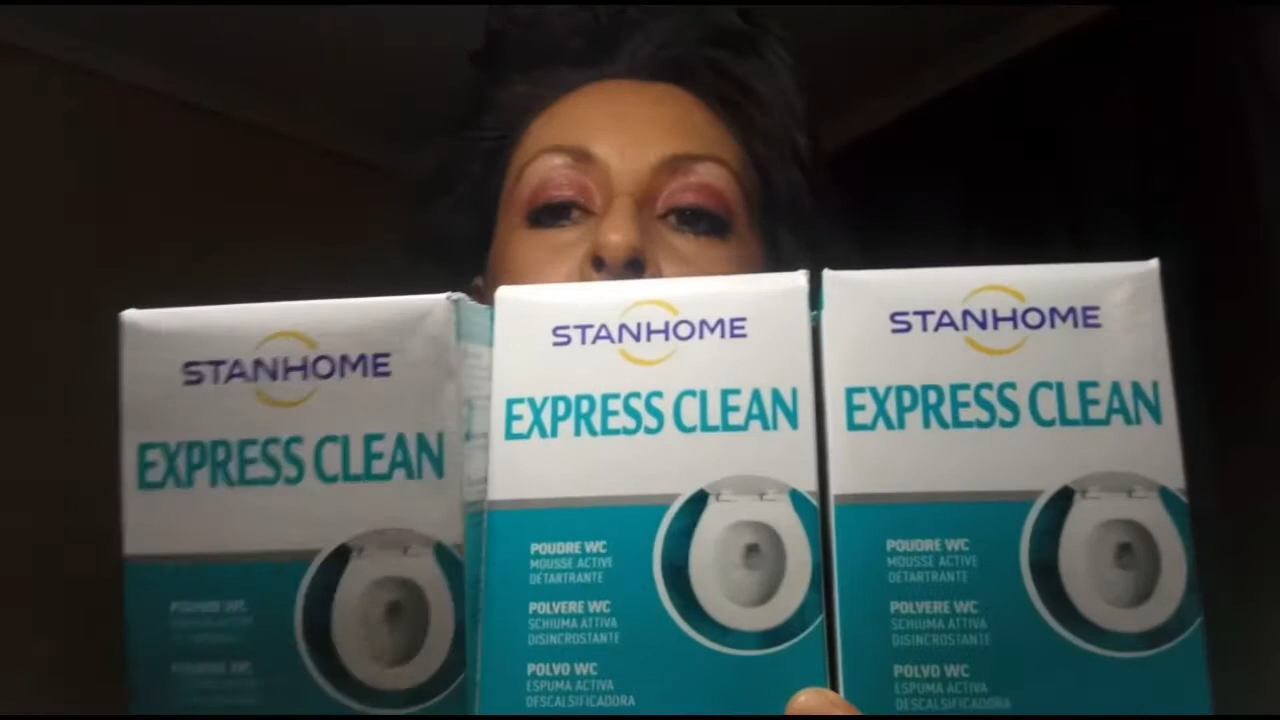 STANHOME
EXPRESS CLEAN
STANHOME
EXPRESS CLEAN
POUDRE WC
MOUSSE ACTIVE
DÉTARTRANTE
POLVERE WC
SCHIUMA ATTIVA
DISINCROSTANTE
POLVO WC
ESPUMA ACTIVA
DESCALSIFICADORA
STANHOME
EXPRESS CLEAN
POUDRE WC
MOUSSE ACTIVE
DÉTARTRANTE
POLVERE WC
SCHIUMA ATTIVA
DISINCROSTANTE
POLVO WC
ESPUMA ACTIVA
DESCALSIFICADORA